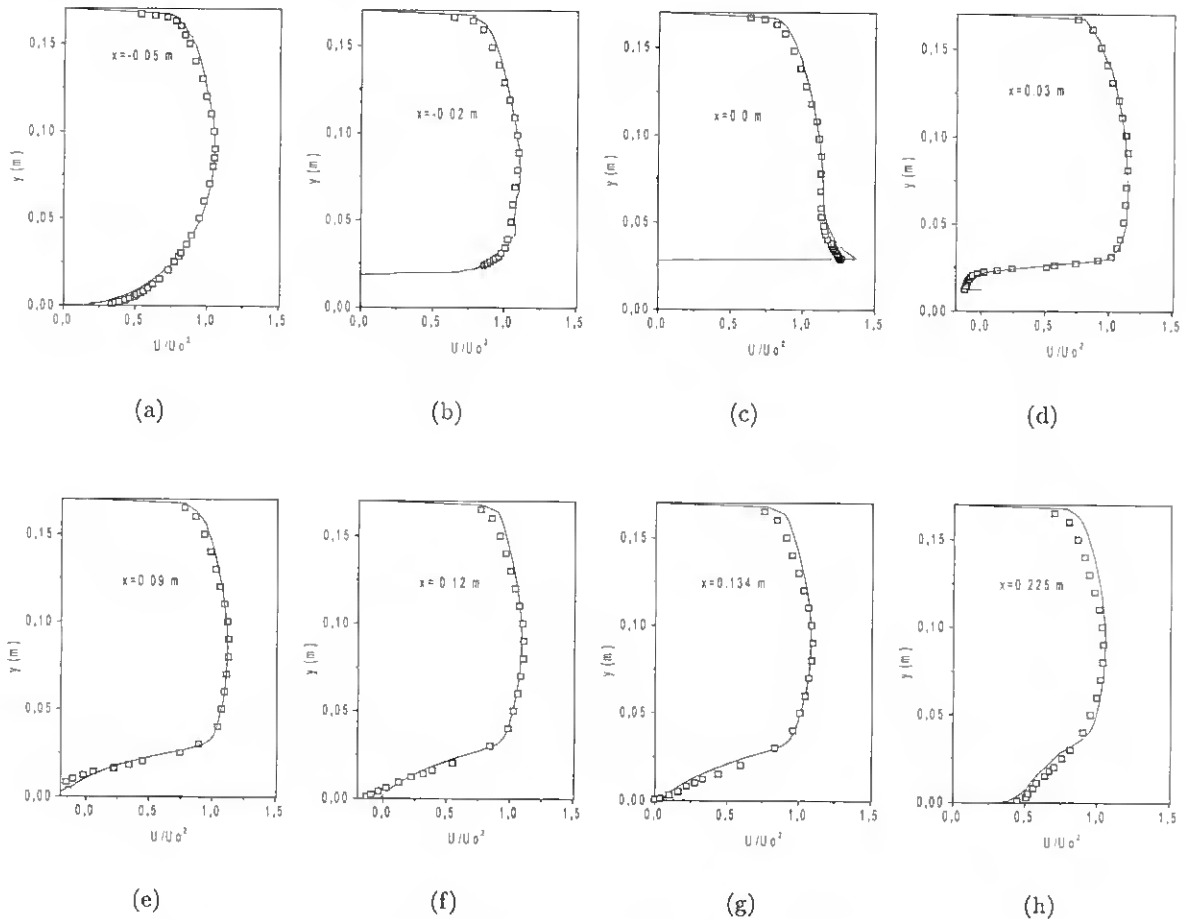 0,15
0,10
0,05
0,00
y (m)
x=-0.05 m
0,0 0,5 1,0 1,5
U/Uo²
(a)
0,15
0,10
0,05
0,00
y (m)
x=-0.02 m
0,0 0,5 1,0 1,5
U/Uo²
(b)
0,15
0,10
0,05
0,00
y (m)
x=0.0 m
0,0 0,5 1,0 1,5
U/Uo²
(c)
0,15
0,10
0,05
0,00
y (m)
x=0.03 m
0,0 0,5 1,0 1,5
U/Uo²
(d)
0,15
0,10
0,05
0,00
y (m)
x=0.09 m
0,0 0,5 1,0 1,5
U/Uo²
(e)
0,15
0,10
0,05
0,00
y (m)
x=0.12 m
0,0 0,5 1,0 1,5
U/Uo²
(f)
0,15
0,10
0,05
0,00
y (m)
x=0.134 m
0,0 0,5 1,0 1,5
U/Uo²
(g)
0,15
0,10
0,05
0,00
y (m)
x=0.225 m
0,0 0,5 1,0 1,5
U/Uo²
(h)